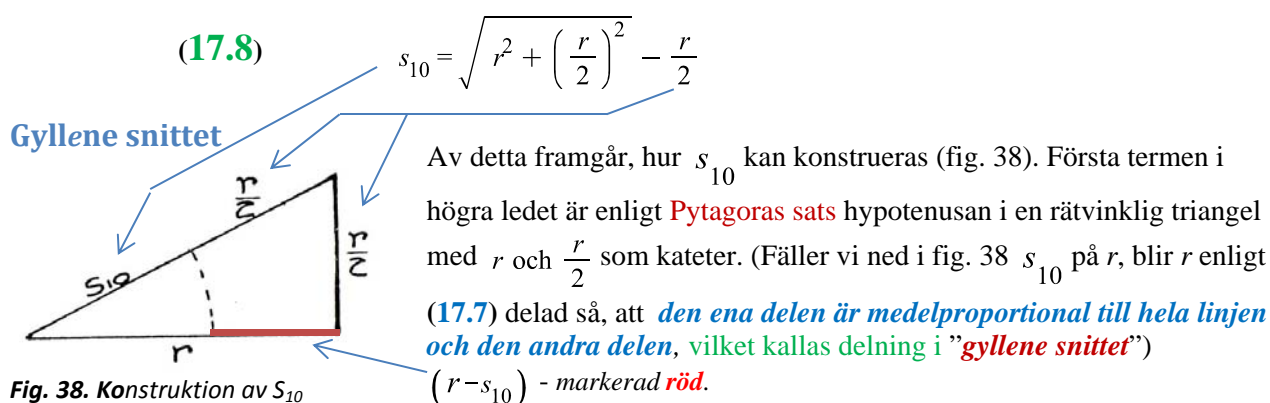 (17.8)
s₁₀ = √(r² + (r/2)²) − r/2
Gyllene snittet
r/2
r/2
S₁₀
r
Av detta framgår, hur s₁₀ kan konstrueras (fig. 38). Första termen i
högra ledet är enligt Pytagoras sats hypotenusan i en rätvinklig triangel
med r och r/2 som kateter. (Fäller vi ned i fig. 38 s₁₀ på r, blir r enligt
(17.7) delad så, att den ena delen är medelproportional till hela linjen
och den andra delen, vilket kallas delning i ”gyllene snittet”)
(r−s₁₀) - markerad röd.
Fig. 38. Konstruktion av S₁₀